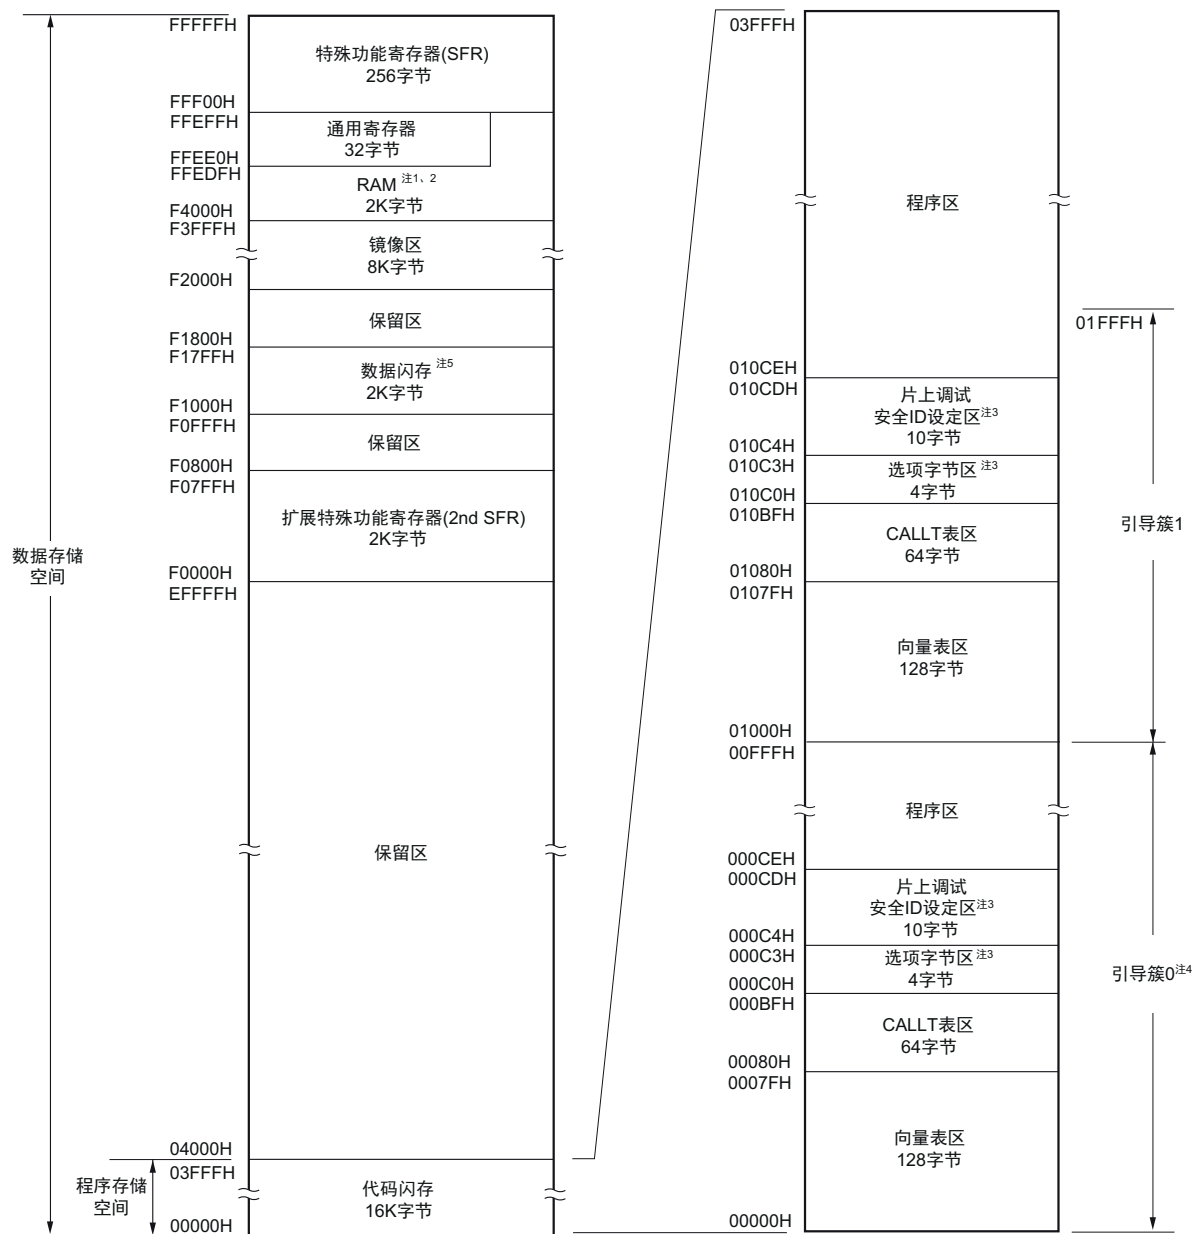 FFFFFH
特殊功能寄存器(SFR)
256字节
FFF00H
FFEFFH
通用寄存器
32字节
FFEE0H
FFEDFH
RAM 注1、2
2K字节
F4000H
F3FFFH
镜像区
8K字节
F2000H
保留区
F1800H
F17FFH
数据闪存 注5
2K字节
F1000H
F0FFFH
保留区
F0800H
F07FFH
扩展特殊功能寄存器(2nd SFR)
2K字节
F0000H
EFFFFH
数据存储
空间
保留区
04000H
03FFFH
程序存储
空间
代码闪存
16K字节
00000H
03FFFH
程序区
01FFFH
010CEH
010CDH
片上调试
安全ID设定区注3
10字节
010C4H
010C3H
选项字节区 注3
4字节
010C0H
010BFH
引导簇1
CALLT表区
64字节
01080H
0107FH
向量表区
128字节
01000H
00FFFH
程序区
000CEH
000CDH
片上调试
安全ID设定区注3
10字节
000C4H
000C3H
选项字节区 注3
4字节
引导簇0注4
000C0H
000BFH
CALLT表区
64字节
00080H
0007FH
向量表区
128字节
00000H